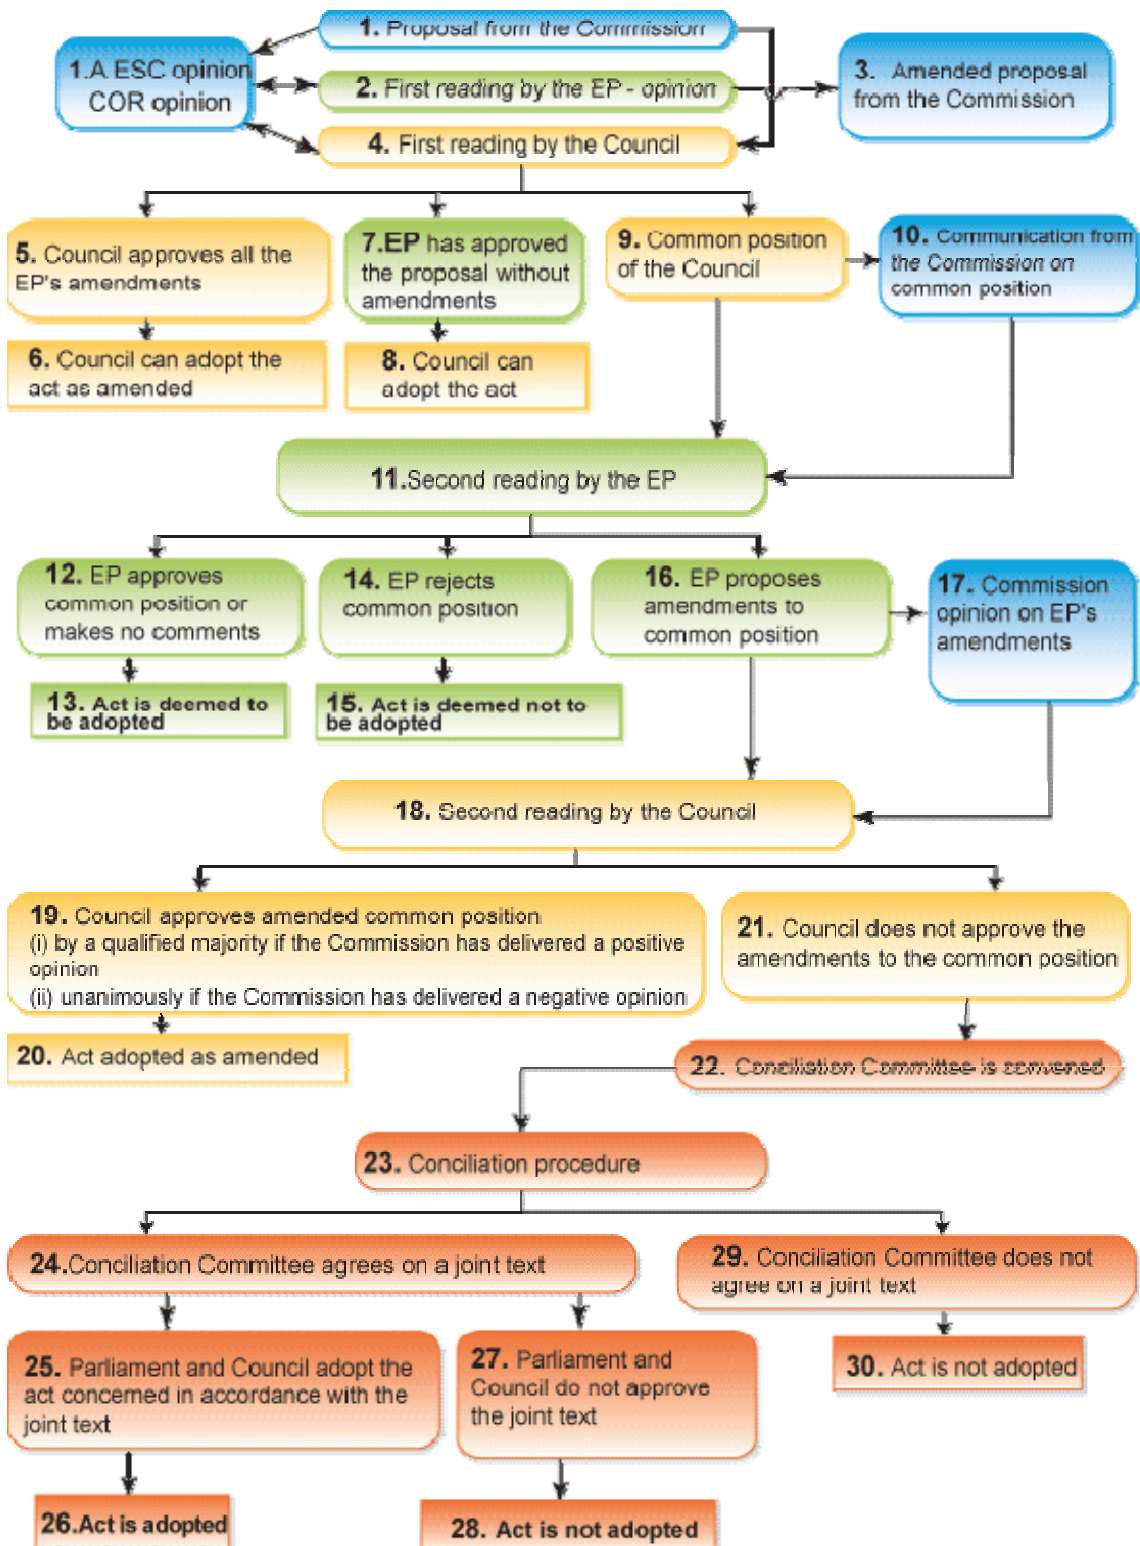 1. Proposal from the Commission
1.A ESC opinion
COR opinion
2. First reading by the EP - opinion
3. Amended proposal
from the Commission
4. First reading by the Council
5. Council approves all the
EP's amendments
6. Council can adopt the
act as amended
7.EP has approved
the proposal without
amendments
8. Council can
adopt the act
9. Common position
of the Council
10. Communication from
the Commission on
common position
11.Second reading by the EP
12. EP approves
common position or
makes no comments
13. Act is deemed to
be adopted
14. EP rejects
common position
15. Act is deemed not to
be adopted
16. EP proposes
amendments to
common position
17. Commission
opinion on EP's
amendments
18. Second reading by the Council
19. Council approves amended common position
(i) by a qualified majority if the Commission has delivered a positive
opinion
(ii) unanimously if the Commission has delivered a negative opinion
20. Act adopted as amended
21. Council does not approve the
amendments to the common position
22. Conciliation Committee is convened
23. Conciliation procedure
24.Conciliation Committee agrees on a joint text
25. Parliament and Council adopt the
act concerned in accordance with the
joint text
26.Act is adopted
27. Parliament and
Council do not approve
the joint text
28. Act is not adopted
29. Conciliation Committee does not
agree on a joint text
30. Act is not adopted